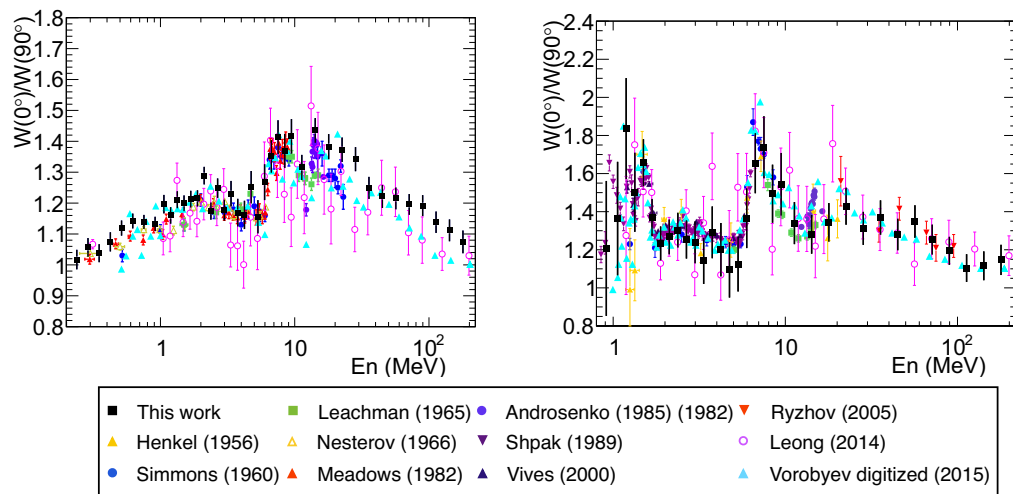 W(0°)/W(90°)
1.8
1.7
1.6
1.5
1.4
1.3
1.2
1.1
1.0
0.9
0.8
1 10 10²
En (MeV)
W(0°)/W(90°)
2.4
2.2
2
1.8
1.6
1.4
1.2
1
0.8
1 10 10²
En (MeV)
This work Leachman (1965) Androsenko (1985) (1982) Ryzhov (2005)
Henkel (1956) Nesterov (1966) Shpak (1989) Leong (2014)
Simmons (1960) Meadows (1982) Vives (2000) Vorobyev digitized (2015)